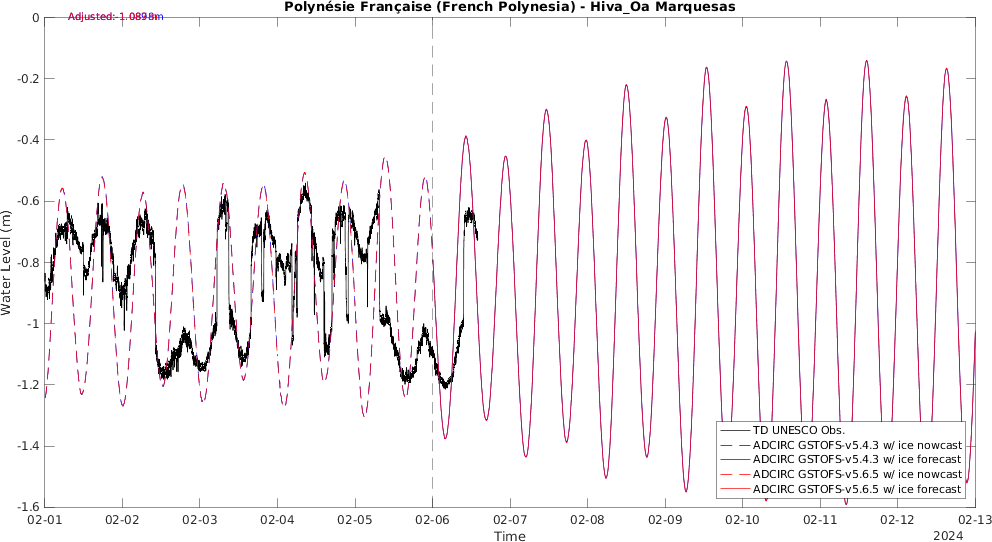 Polynésie Française (French Polynesia) - Hiva_Oa Marquesas
0
-0.2
-0.4
-0.6
-0.8
-1
-1.2
-1.4
-1.6
Water Level (m)
TD UNESCO Obs.
ADCIRC GSTOFS-v5.4.3 w/ ice nowcast
ADCIRC GSTOFS-v5.4.3 w/ ice forecast
ADCIRC GSTOFS-v5.6.5 w/ ice nowcast
ADCIRC GSTOFS-v5.6.5 w/ ice forecast
02-01 02-02 02-03 02-04 02-05 02-06 02-07 02-08 02-09 02-10 02-11 02-12 02-13
Time
2024